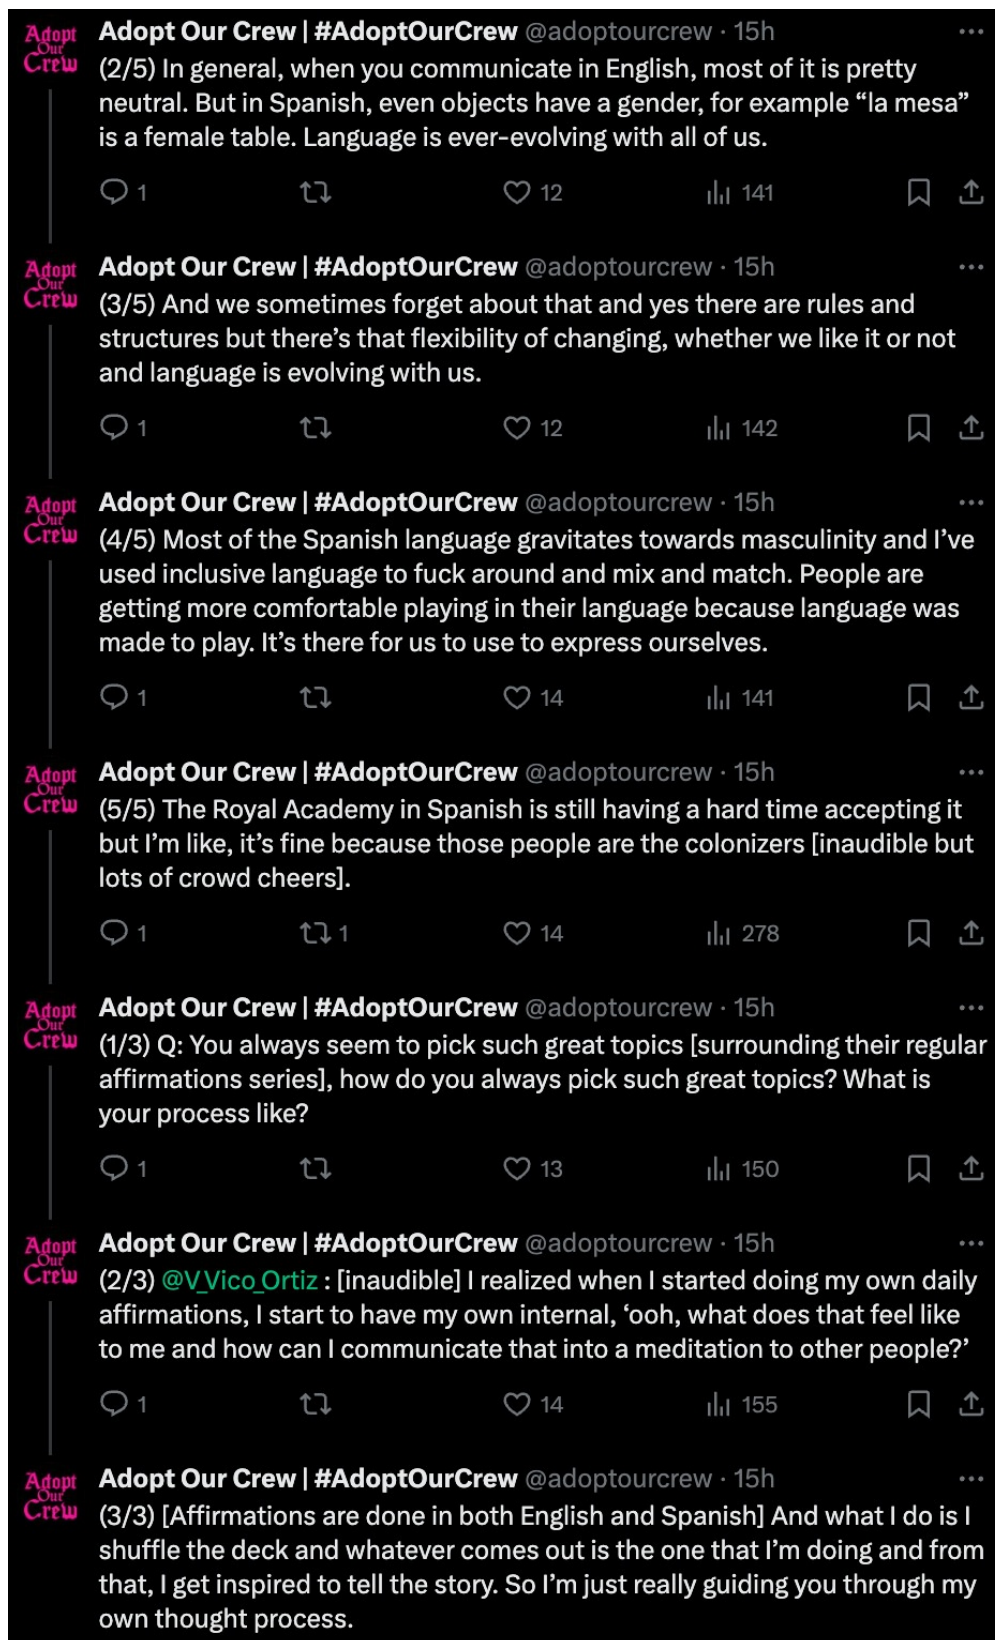 Adopt Our Crew
Adopt Our Crew | #AdoptOurCrew @adoptourcrew · 15h
(2/5) In general, when you communicate in English, most of it is pretty
neutral. But in Spanish, even objects have a gender, for example “la mesa”
is a female table. Language is ever-evolving with all of us.
1 12 141
Adopt Our Crew
Adopt Our Crew | #AdoptOurCrew @adoptourcrew · 15h
(3/5) And we sometimes forget about that and yes there are rules and
structures but there’s that flexibility of changing, whether we like it or not
and language is evolving with us.
1 12 142
Adopt Our Crew
Adopt Our Crew | #AdoptOurCrew @adoptourcrew · 15h
(4/5) Most of the Spanish language gravitates towards masculinity and I’ve
used inclusive language to fuck around and mix and match. People are
getting more comfortable playing in their language because language was
made to play. It’s there for us to use to express ourselves.
1 14 141
Adopt Our Crew
Adopt Our Crew | #AdoptOurCrew @adoptourcrew · 15h
(5/5) The Royal Academy in Spanish is still having a hard time accepting it
but I’m like, it’s fine because those people are the colonizers [inaudible but
lots of crowd cheers].
1 1 14 278
Adopt Our Crew
Adopt Our Crew | #AdoptOurCrew @adoptourcrew · 15h
(1/3) Q: You always seem to pick such great topics [surrounding their regular
affirmations series], how do you always pick such great topics? What is
your process like?
1 13 150
Adopt Our Crew
Adopt Our Crew | #AdoptOurCrew @adoptourcrew · 15h
(2/3) @V_Vico_Ortiz : [inaudible] I realized when I started doing my own daily
affirmations, I start to have my own internal, ‘ooh, what does that feel like
to me and how can I communicate that into a meditation to other people?’
1 14 155
Adopt Our Crew
Adopt Our Crew | #AdoptOurCrew @adoptourcrew · 15h
(3/3) [Affirmations are done in both English and Spanish] And what I do is I
shuffle the deck and whatever comes out is the one that I’m doing and from
that, I get inspired to tell the story. So I’m just really guiding you through my
own thought process.